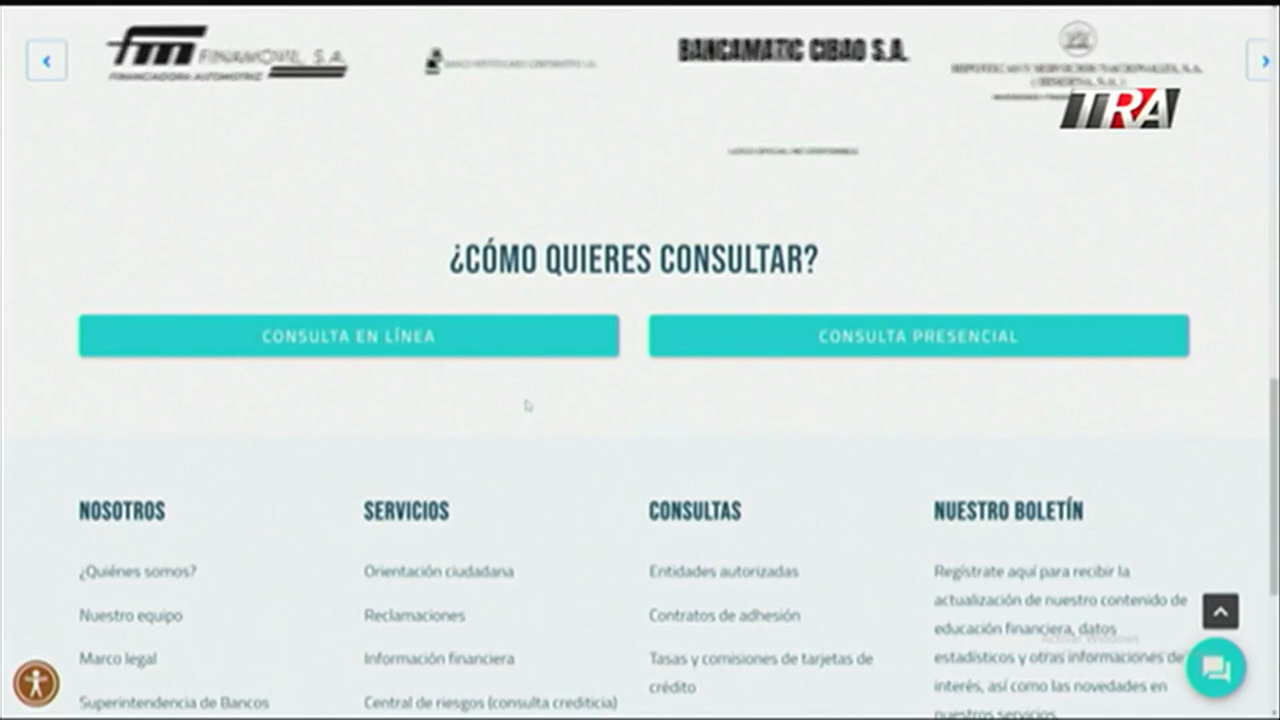 fm FINAMOVIL, S.A.
FINANCIADORA AUTOMOTRIZ
BANCAMATIC CIBAO S.A.
TRA
¿CÓMO QUIERES CONSULTAR?
CONSULTA EN LÍNEA
CONSULTA PRESENCIAL
NOSOTROS
¿Quiénes somos?
Nuestro equipo
Marco legal
Superintendencia de Bancos
SERVICIOS
Orientación ciudadana
Reclamaciones
Información financiera
Central de riesgos (consulta crediticia)
CONSULTAS
Entidades autorizadas
Contratos de adhesión
Tasas y comisiones de tarjetas de
crédito
NUESTRO BOLETÍN
Regístrate aquí para recibir la
actualización de nuestro contenido de
educación financiera, datos
estadísticos y otras informaciones de
interés, así como las novedades en
nuestros servicios.
Activar Windows